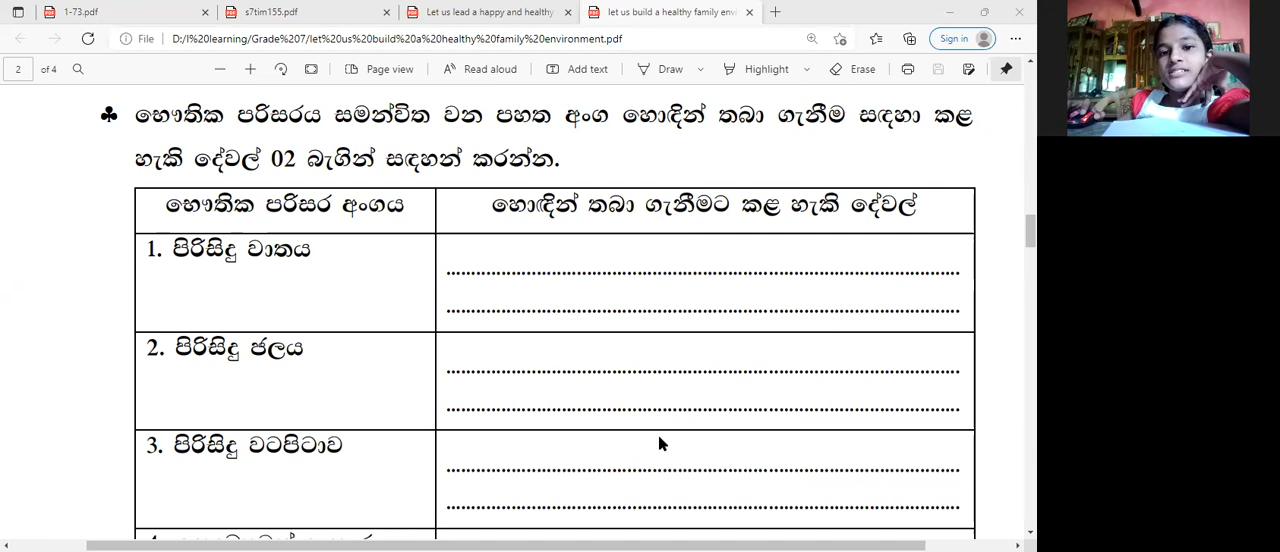 1-73.pdf
s7tim155.pdf
Let us lead a happy and healthy
let us build a healthy family envi
File
D:/I%20learning/Grade%207/let%20us%20build%20a%20healthy%20family%20environment.pdf
Sign in
2 of 4
Page view
Read aloud
Add text
Draw
Highlight
Erase
♣ භෞතික පරිසරය සමන්විත වන පහත අංග හොඳින් තබා ගැනීම සඳහා කළ
හැකි දේවල් 02 බැගින් සඳහන් කරන්න.
භෞතික පරිසර අංගය
හොඳින් තබා ගැනීමට කළ හැකි දේවල්
1. පිරිසිදු වාතය
2. පිරිසිදු ජලය
3. පිරිසිදු වටපිටාව